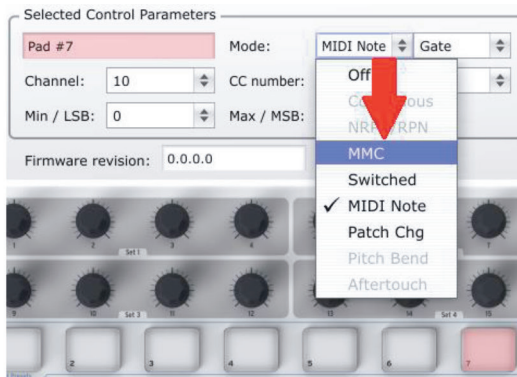 Selected Control Parameters
Pad #7 Mode: MIDI Note Gate
Channel: 10 CC number:
Min / LSB: 0 Max / MSB:
Firmware revision: 0.0.0.0
Off
MMC
Switched
✓ MIDI Note
Patch Chg
Pitch Bend
Aftertouch
1 2 3 4 7
Set 1
9 10 11 12 13 14 15
Set 3 Set 4
2 3 4 5 6 7